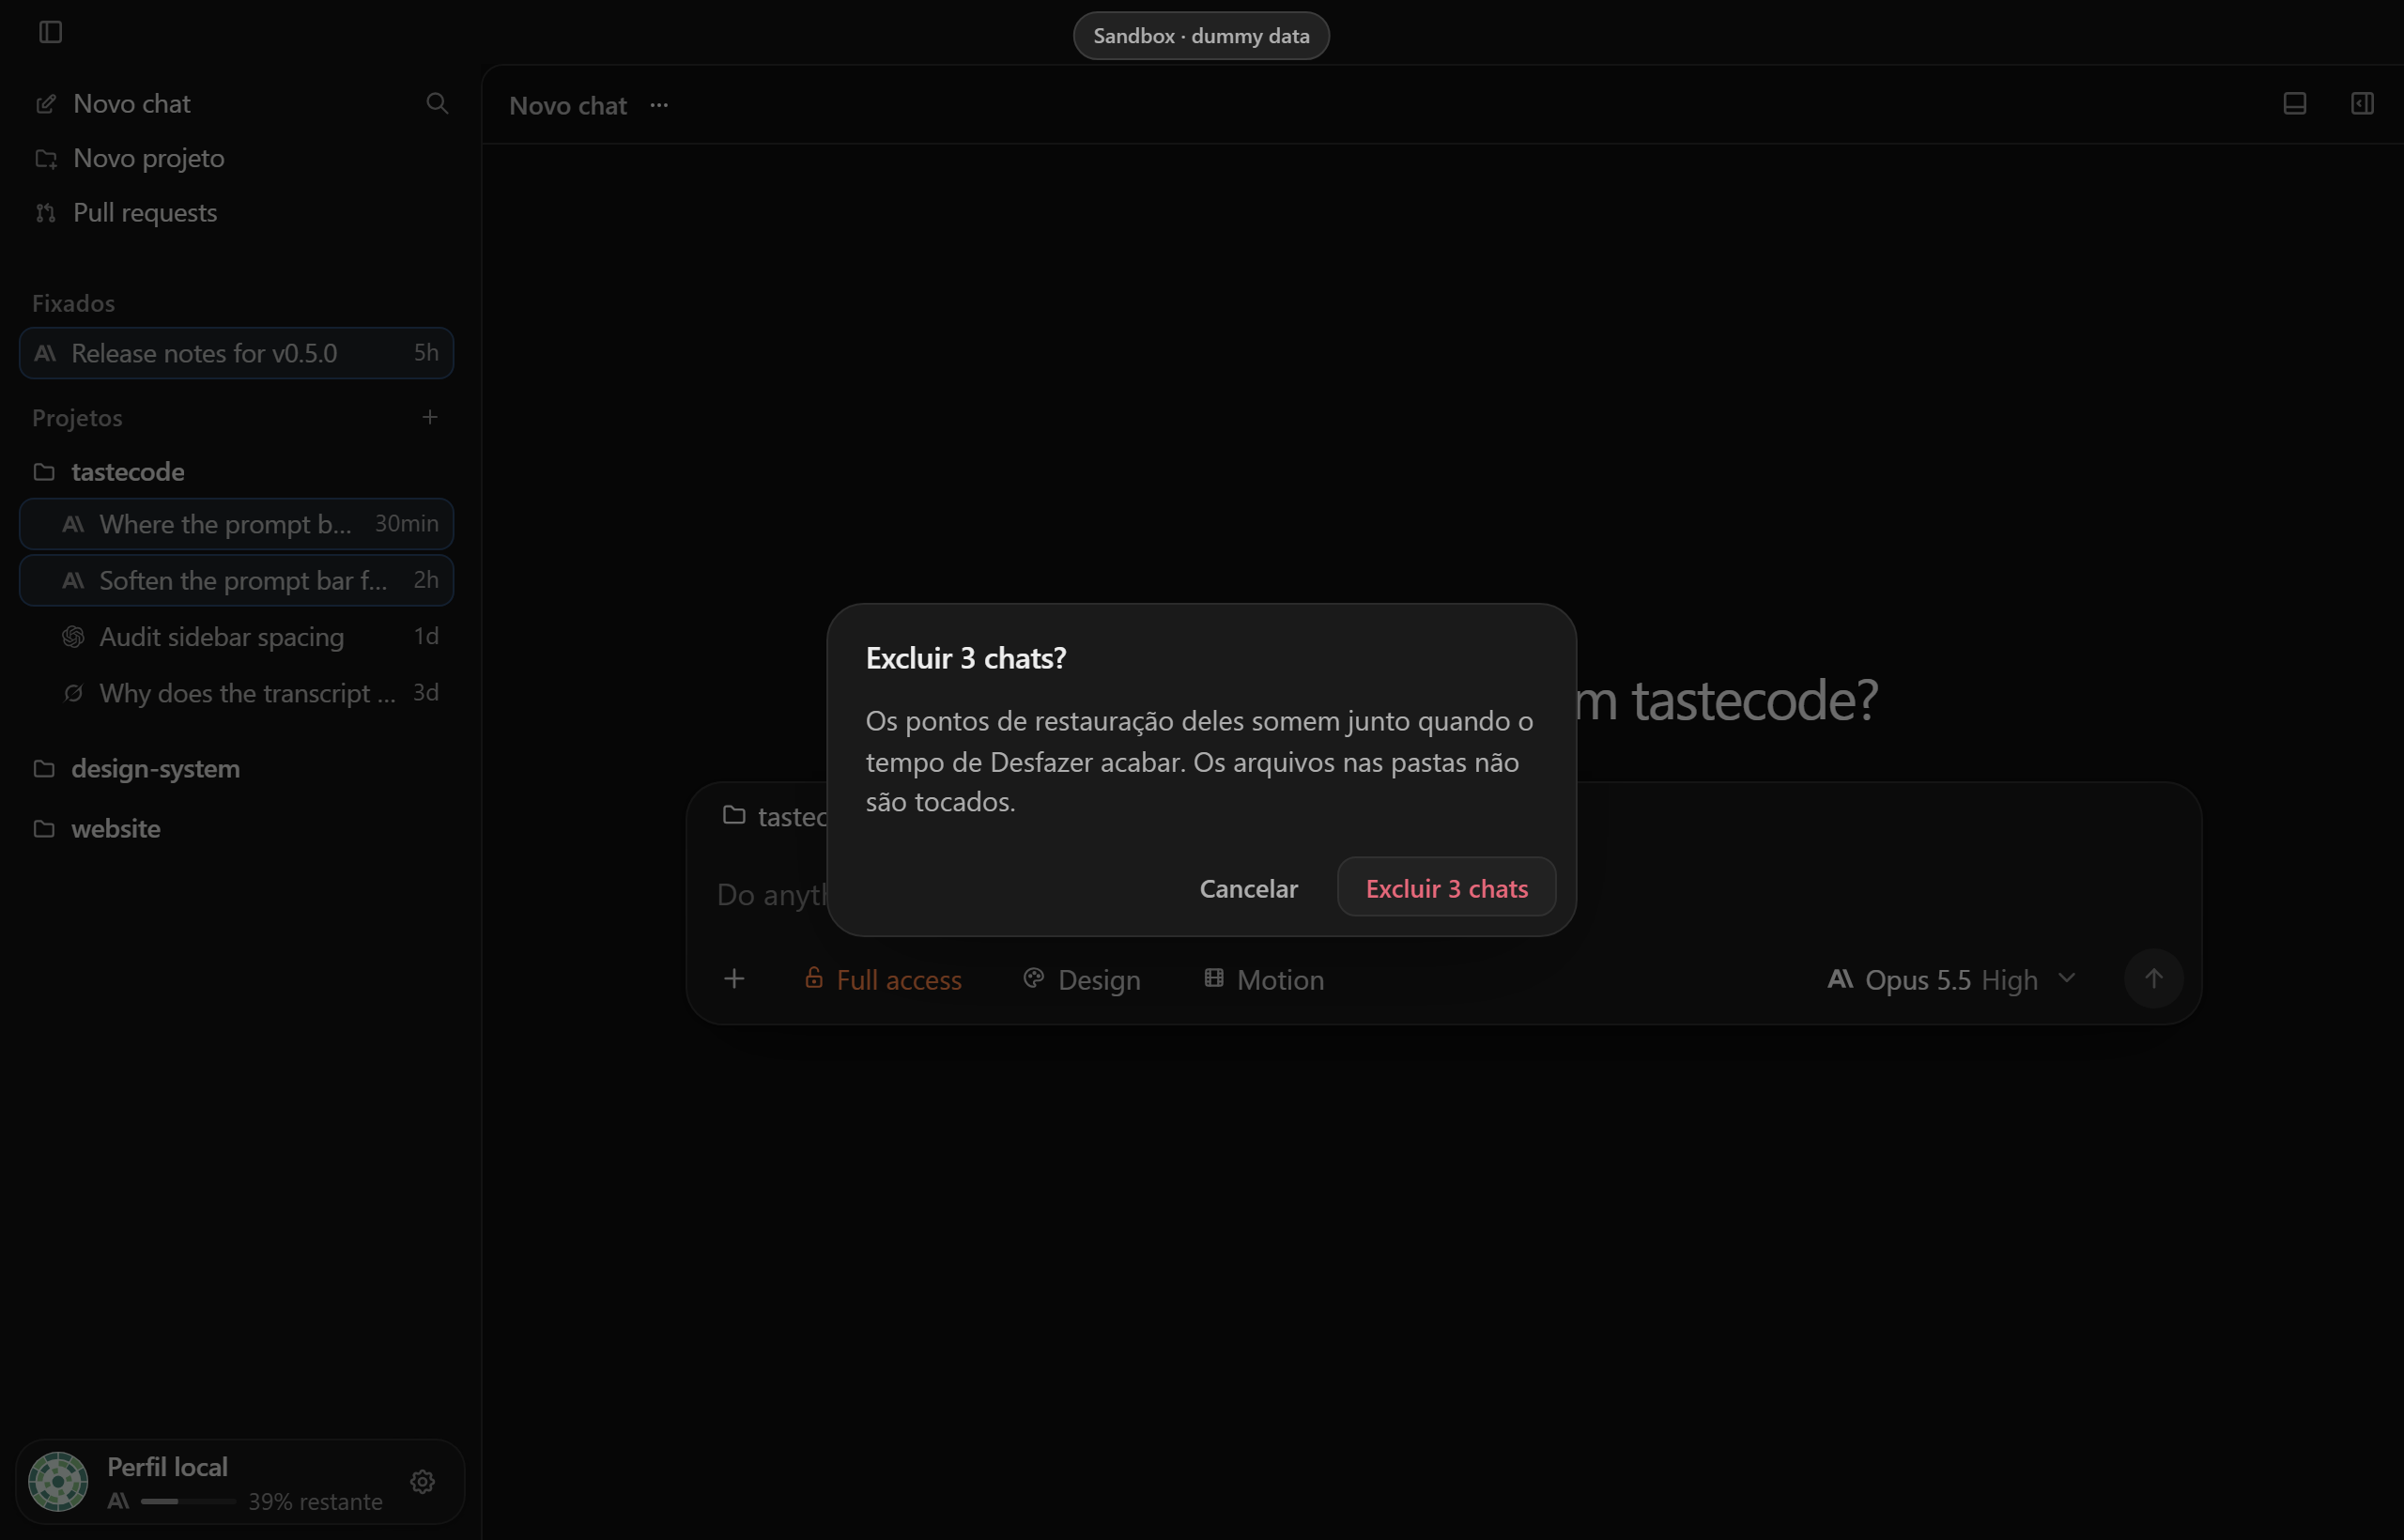 Sandbox · dummy data
Novo chat
Novo projeto
Pull requests
Fixados
Release notes for v0.5.0 5h
Projetos
tastecode
Where the prompt b... 30min
Soften the prompt bar f... 2h
Audit sidebar spacing 1d
Why does the transcript ... 3d
design-system
website
Perfil local
39% restante
Novo chat
m tastecode?
tastec
Do anyth
Full access Design Motion
Opus 5.5 High
Excluir 3 chats?
Os pontos de restauração deles somem junto quando o
tempo de Desfazer acabar. Os arquivos nas pastas não
são tocados.
Cancelar Excluir 3 chats